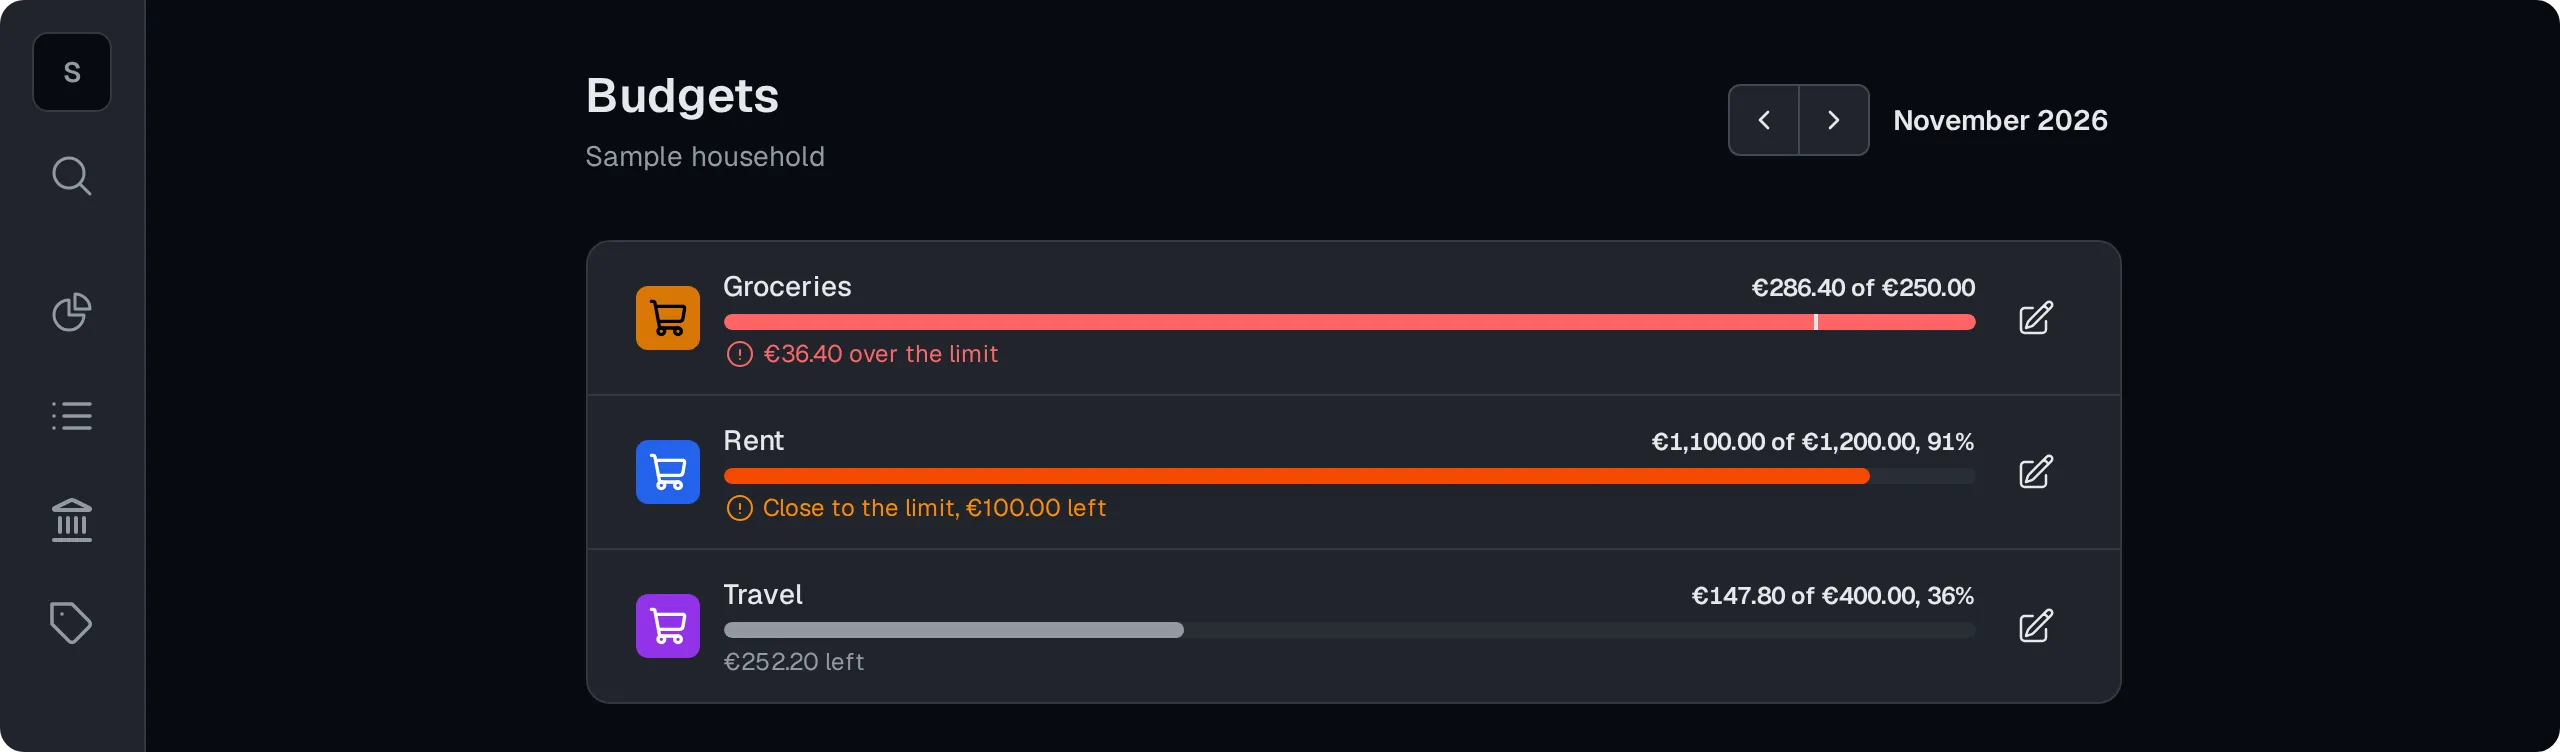 S
Budgets
Sample household
November 2026
Groceries
€286.40 of €250.00
€36.40 over the limit
Rent
€1,100.00 of €1,200.00, 91%
Close to the limit, €100.00 left
Travel
€147.80 of €400.00, 36%
€252.20 left